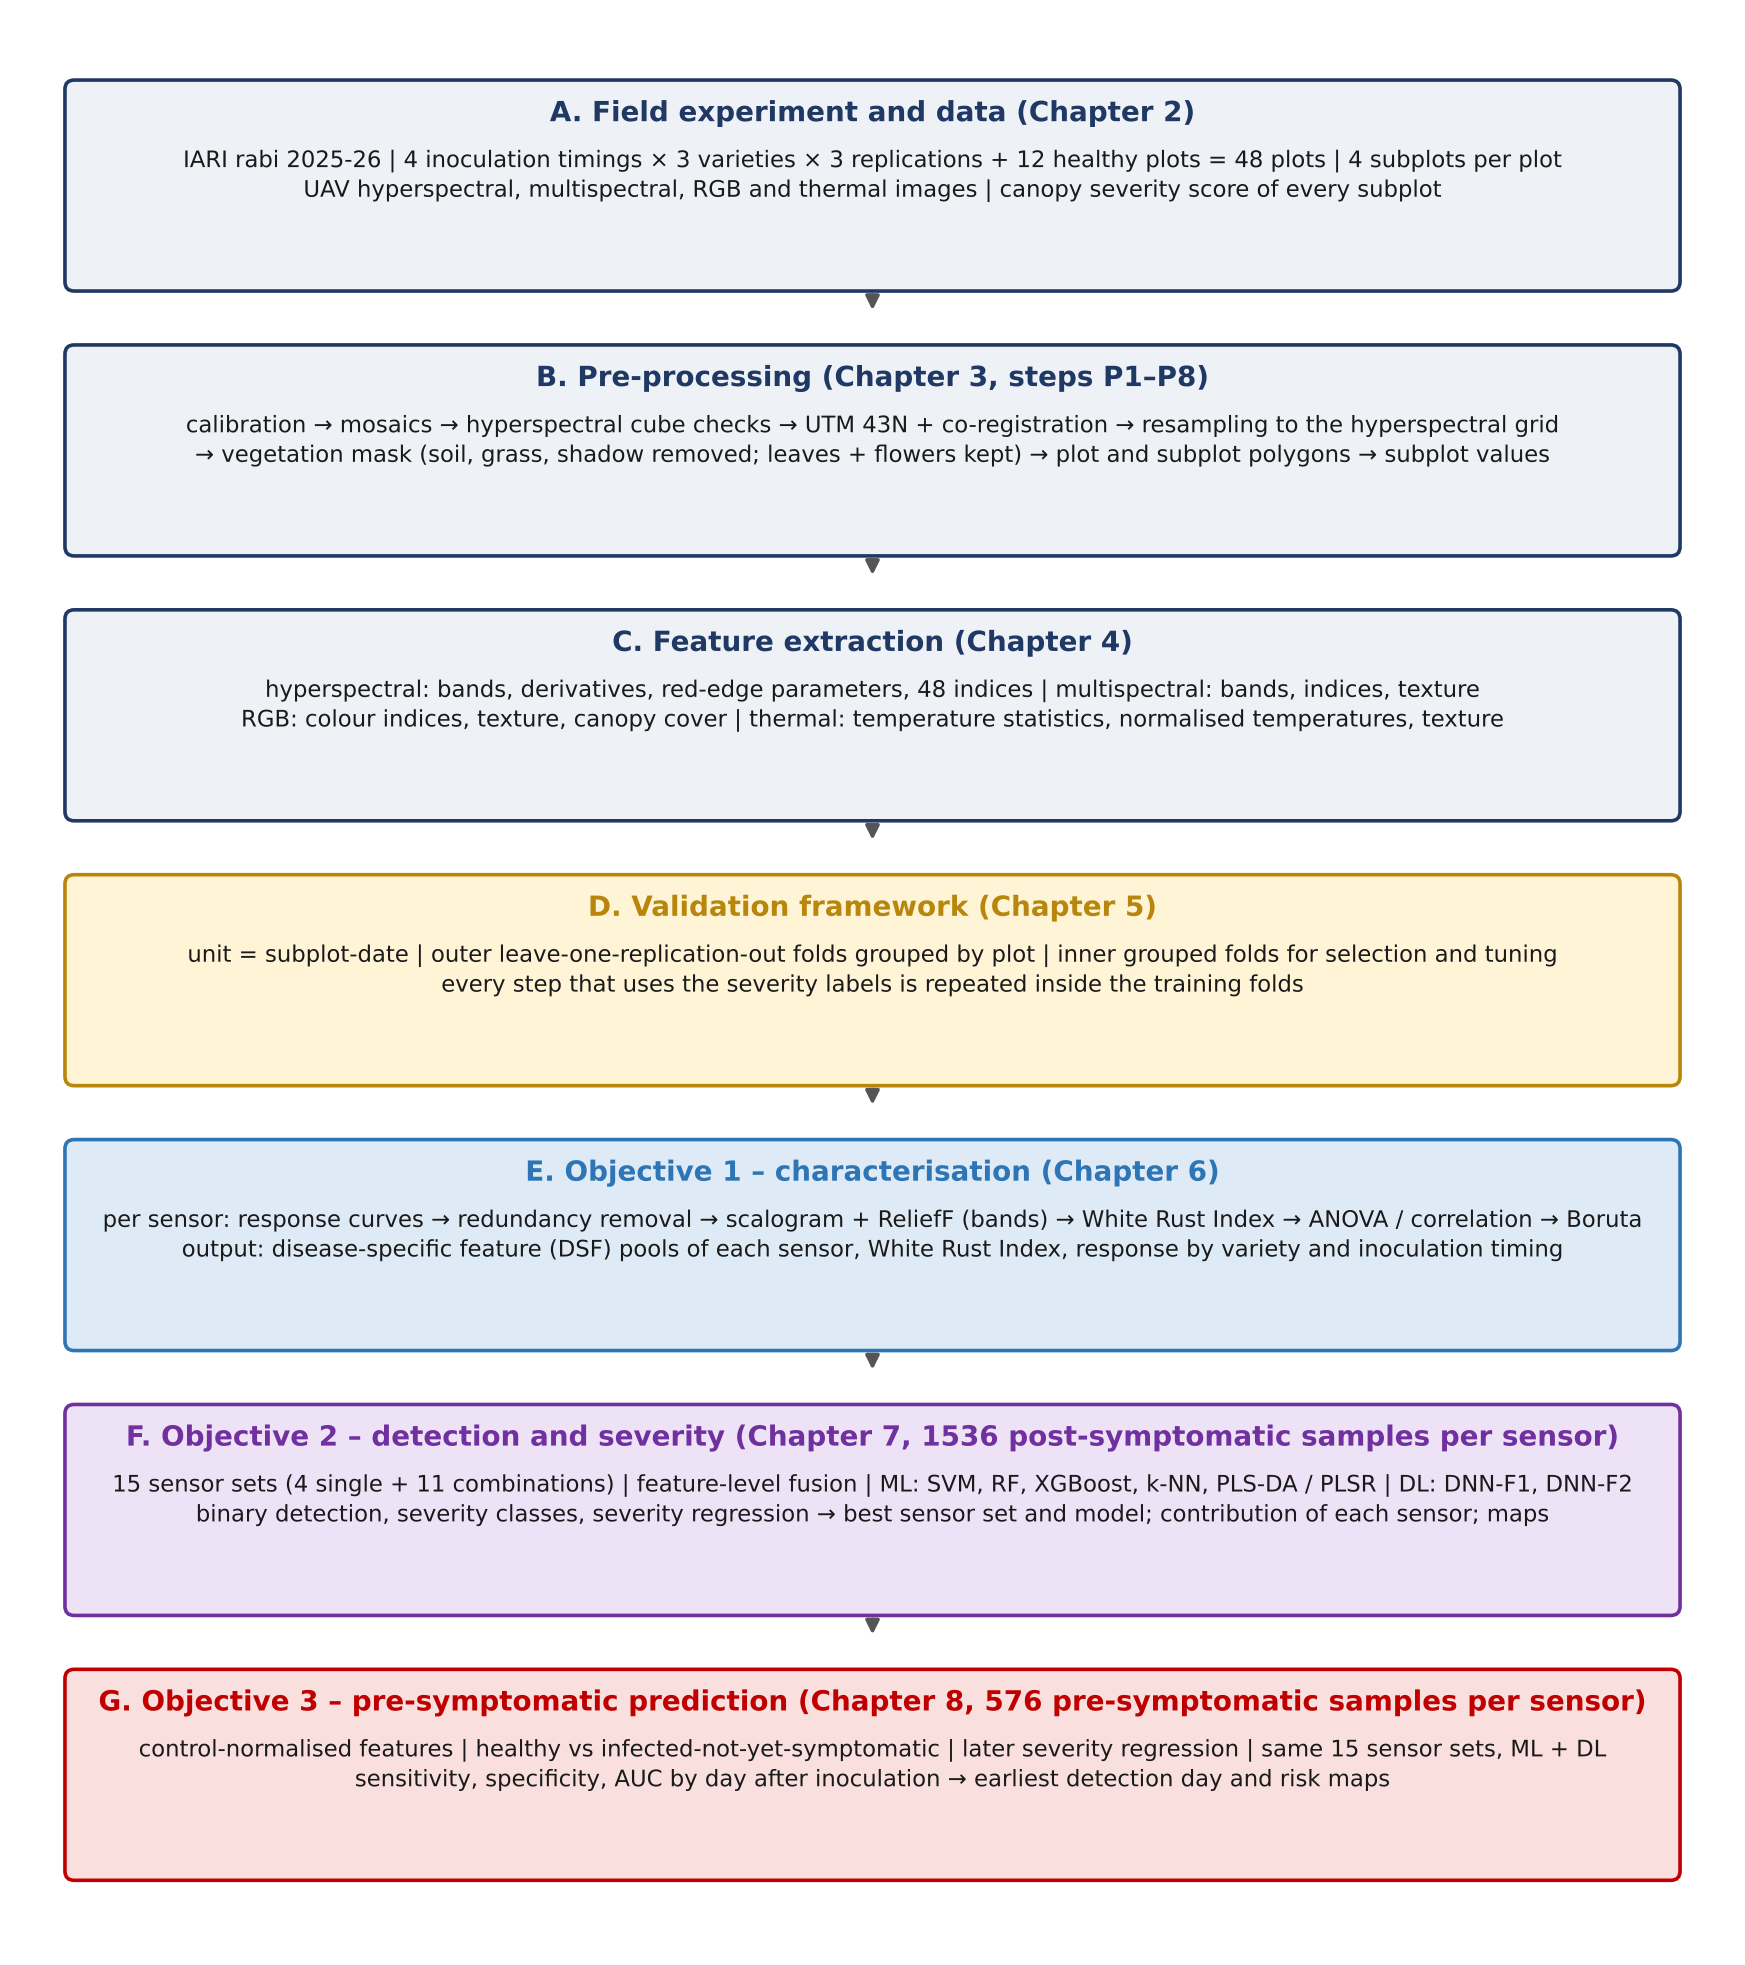 A. Field experiment and data (Chapter 2)
IARI rabi 2025-26 | 4 inoculation timings × 3 varieties × 3 replications + 12 healthy plots = 48 plots | 4 subplots per plot
UAV hyperspectral, multispectral, RGB and thermal images | canopy severity score of every subplot
B. Pre-processing (Chapter 3, steps P1–P8)
calibration → mosaics → hyperspectral cube checks → UTM 43N + co-registration → resampling to the hyperspectral grid
→ vegetation mask (soil, grass, shadow removed; leaves + flowers kept) → plot and subplot polygons → subplot values
C. Feature extraction (Chapter 4)
hyperspectral: bands, derivatives, red-edge parameters, 48 indices | multispectral: bands, indices, texture
RGB: colour indices, texture, canopy cover | thermal: temperature statistics, normalised temperatures, texture
D. Validation framework (Chapter 5)
unit = subplot-date | outer leave-one-replication-out folds grouped by plot | inner grouped folds for selection and tuning
every step that uses the severity labels is repeated inside the training folds
E. Objective 1 – characterisation (Chapter 6)
per sensor: response curves → redundancy removal → scalogram + ReliefF (bands) → White Rust Index → ANOVA / correlation → Boruta
output: disease-specific feature (DSF) pools of each sensor, White Rust Index, response by variety and inoculation timing
F. Objective 2 – detection and severity (Chapter 7, 1536 post-symptomatic samples per sensor)
15 sensor sets (4 single + 11 combinations) | feature-level fusion | ML: SVM, RF, XGBoost, k-NN, PLS-DA / PLSR | DL: DNN-F1, DNN-F2
binary detection, severity classes, severity regression → best sensor set and model; contribution of each sensor; maps
G. Objective 3 – pre-symptomatic prediction (Chapter 8, 576 pre-symptomatic samples per sensor)
control-normalised features | healthy vs infected-not-yet-symptomatic | later severity regression | same 15 sensor sets, ML + DL
sensitivity, specificity, AUC by day after inoculation → earliest detection day and risk maps